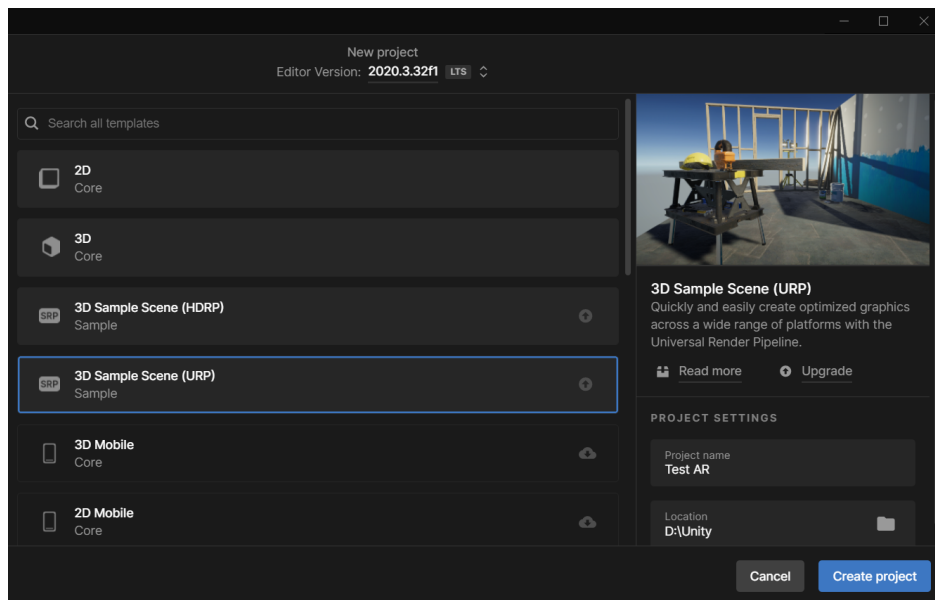 New project
Editor Version: 2020.3.32f1 LTS
Search all templates
2D
Core
3D
Core
SRP
3D Sample Scene (HDRP)
Sample
SRP
3D Sample Scene (URP)
Sample
3D Mobile
Core
2D Mobile
Core
3D Sample Scene (URP)
Quickly and easily create optimized graphics
across a wide range of platforms with the
Universal Render Pipeline.
Read more
Upgrade
PROJECT SETTINGS
Project name
Test AR
Location
D:\Unity
Cancel
Create project